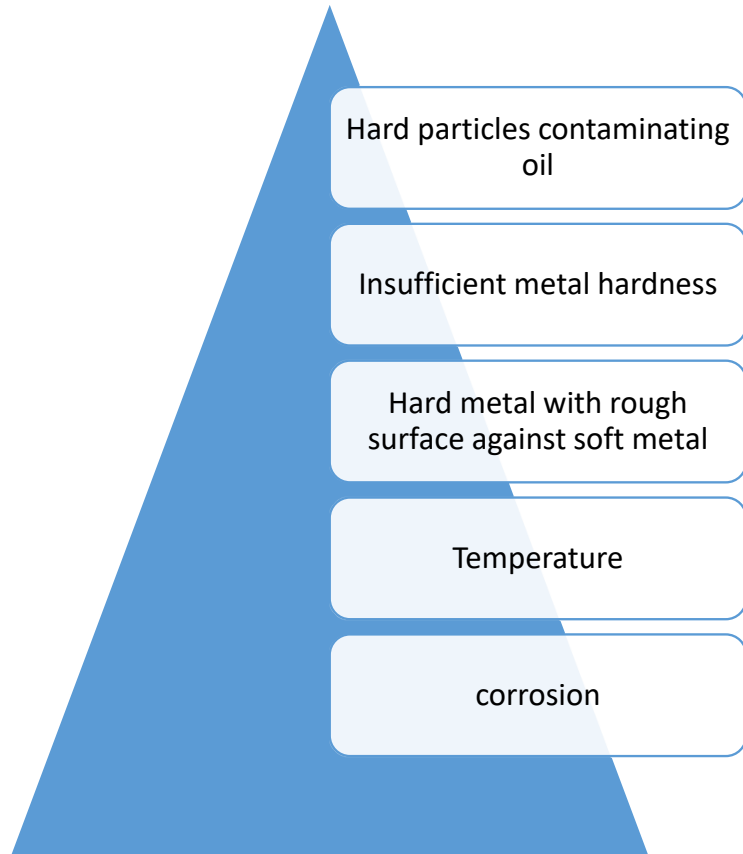 Hard particles contaminating
oil
Insufficient metal hardness
Hard metal with rough
surface against soft metal
Temperature
corrosion